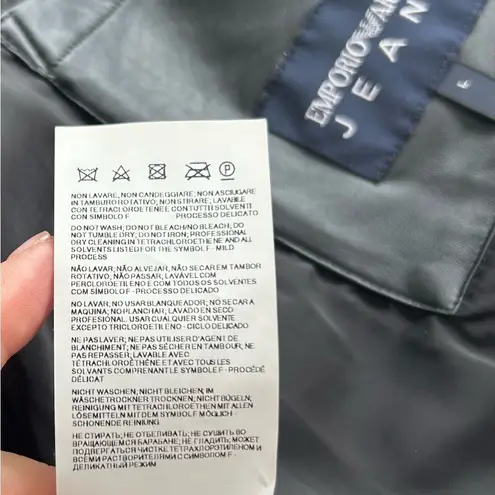 EMPORIO ARMANI
JEAN
L
P
NON LAVARE; NON CANDEGGIARE; NON ASCIUGARE
IN TAMBURO ROTATIVO; NON STIRARE; LAVABILE
CON TETRACLOROETENE E CON TUTTI I SOLVENTI
CON SIMBOLO F PROCESSO DELICATO
DO NOT WASH; DO NOT BLEACH/BLEACH; DO
NOT TUMBLE DRY; DO NOT IRON; PROFESSIONAL
DRY CLEANING IN TETRACHLOROETHENE AND ALL
SOLVENTS LISTED FOR THE SYMBOL F - MILD
PROCESS
NÃO LAVAR; NÃO ALVEJAR; NÃO SECAR EM TAMBOR
ROTATIVO; NÃO PASSAR; LAVÁVEL COM
PERCLOROETILENO E COM TODOS OS SOLVENTES
COM SÍMBOLO F - PROCESSO DELICADO
NO LAVAR; NO USAR BLANQUEADOR; NO SECAR A
MAQUINA; NO PLANCHAR; LAVADO EN SECO
PROFESIONAL. USAR CUALQUIER SOLVENTE
EXCEPTO TRICLOROETILENO - CICLO DELICADO
NE PAS LAVER; NE PAS UTILISER D'AGENT DE
BLANCHIMENT; NE PAS SÉCHER EN TAMBOUR; NE
PAS REPASSER; LAVABLE AVEC
TÉTRACHLOROÉTHÈNE ET AVEC TOUS LES
SOLVANTS COMPRENANT LE SYMBOLE F - PROCÉDÉ
DÉLICAT
NICHT WASCHEN; NICHT BLEICHEN; IM
WÄSCHETROCKNER TROCKNEN; NICHT BÜGELN;
REINIGUNG MIT TETRACHLOROETHEN MIT ALLEN
LÖSEMITTELN MIT DEM SYMBOL F MÖGLICH -
SCHONENDE REINIGUNG
НЕ СТИРАТЬ; НЕ ОТБЕЛИВАТЬ; НЕ СУШИТЬ ВО
ВРАЩАЮЩЕМСЯ БАРАБАНЕ; НЕ ГЛАДИТЬ; МОЖЕТ
ПОДВЕРГАТЬСЯ ЧИСТКЕ ТЕТРАХЛОРЭТИЛЕНОМ И
ВСЕМИ РАСТВОРИТЕЛЯМИ С СИМВОЛОМ F -
ДЕЛИКАТНЫЙ РЕЖИМ